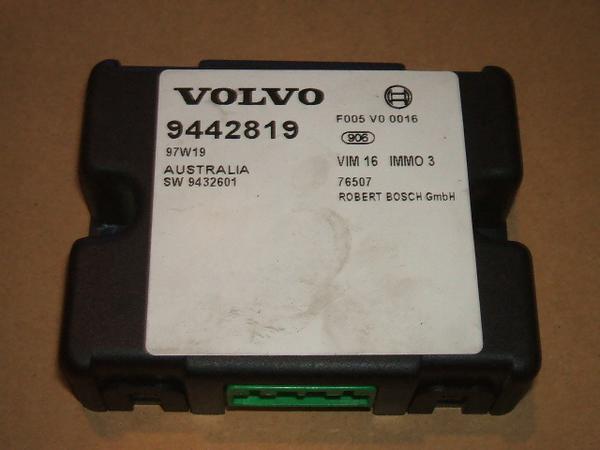 VOLVO
F005 V0 0016
9442819
906
97W19
VIM 16 IMMO 3
AUSTRALIA
SW 9432601
76507
ROBERT BOSCH GmbH